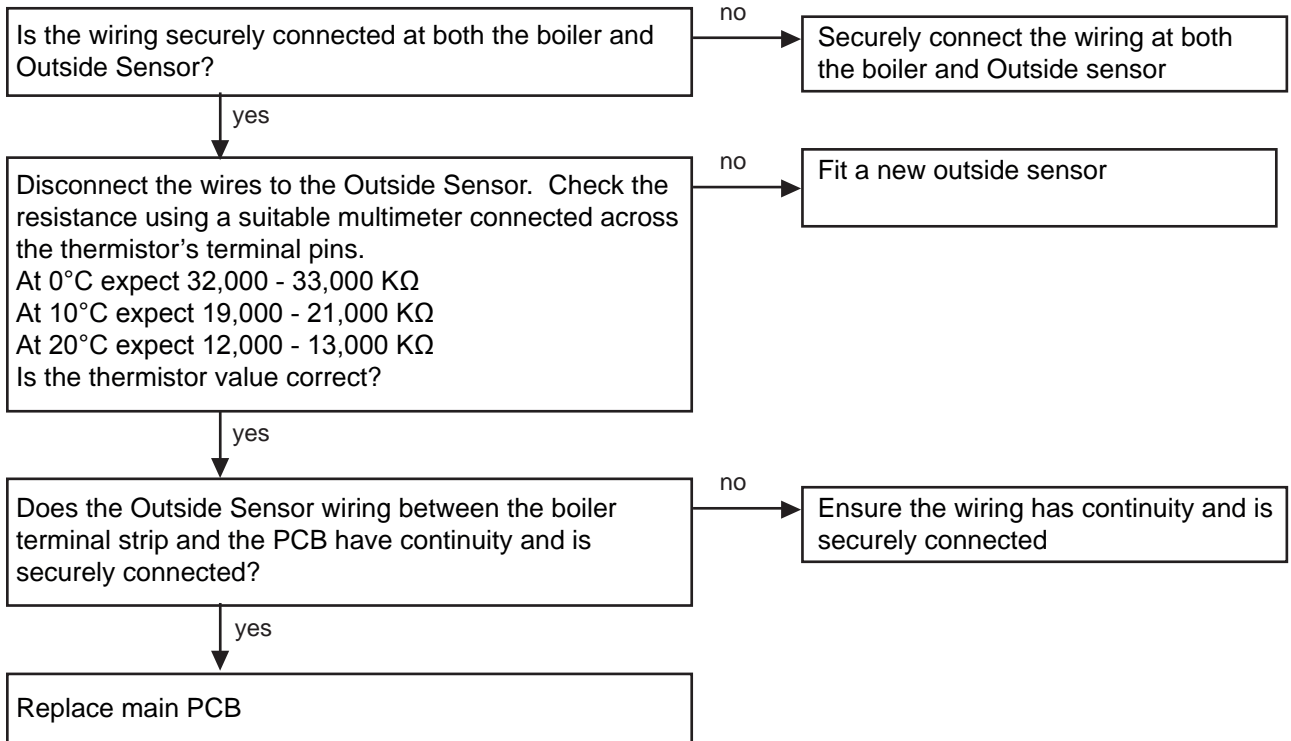 Is the wiring securely connected at both the boiler and
Outside Sensor?
no
Securely connect the wiring at both
the boiler and Outside sensor
yes
Disconnect the wires to the Outside Sensor.  Check the
resistance using a suitable multimeter connected across
the thermistor’s terminal pins.
At 0°C expect 32,000 - 33,000 KΩ
At 10°C expect 19,000 - 21,000 KΩ
At 20°C expect 12,000 - 13,000 KΩ
Is the thermistor value correct?
no
Fit a new outside sensor
yes
Does the Outside Sensor wiring between the boiler
terminal strip and the PCB have continuity and is
securely connected?
no
Ensure the wiring has continuity and is
securely connected
yes
Replace main PCB